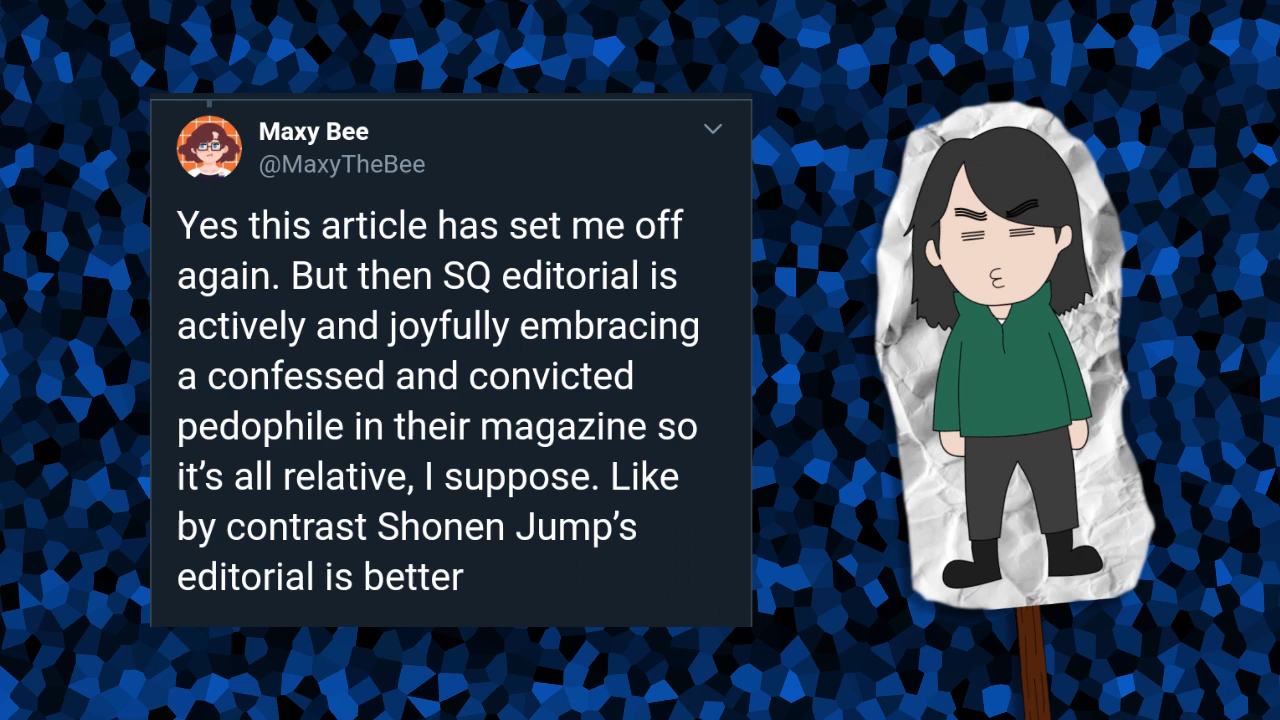 Maxy Bee
@MaxyTheBee
Yes this article has set me off
again. But then SQ editorial is
actively and joyfully embracing
a confessed and convicted
pedophile in their magazine so
it’s all relative, I suppose. Like
by contrast Shonen Jump’s
editorial is better